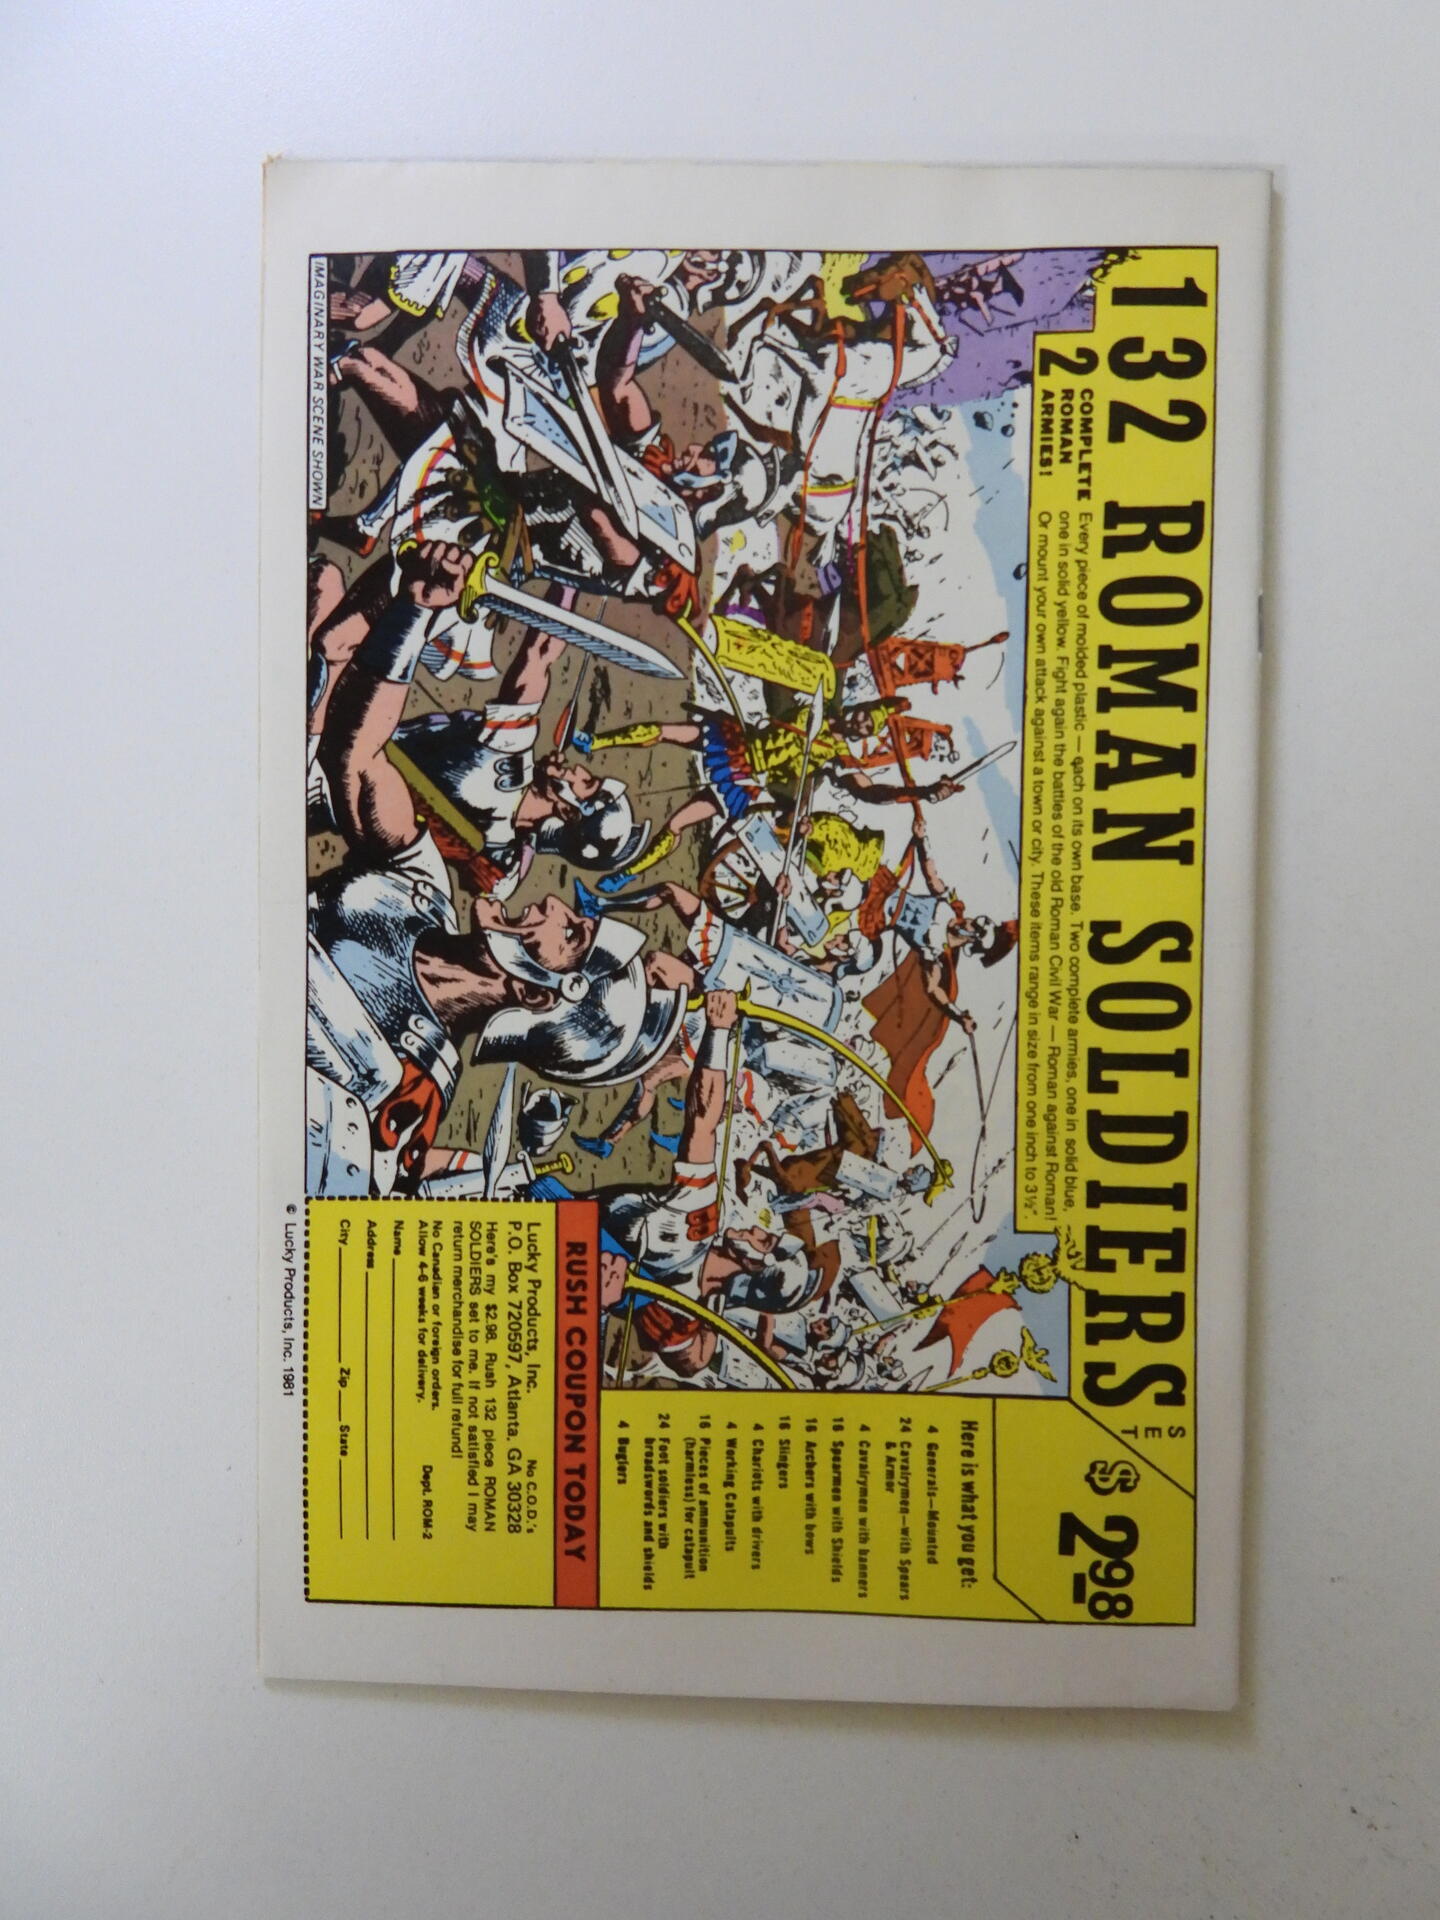 132 ROMAN SOLDIERS
SET
$2.98
2 COMPLETE
ROMAN
ARMIES!
Every piece of molded plastic — each on its own base. Two complete armies, one in solid blue,
one in solid yellow. Fight again the battles of the old Roman Civil War — Roman against Roman!
Or mount your own attack against a town or city. These items range in size from one inch to 3½".
Here is what you get:
4 Generals—Mounted
24 Cavalrymen—with Spears
& Armor
4 Cavalrymen with banners
16 Spearmen with Shields
16 Archers with bows
16 Slingers
4 Chariots with drivers
4 Working Catapults
16 Pieces of ammunition
(harmless) for catapult
24 Foot soldiers with
broadswords and shields
4 Buglers
RUSH COUPON TODAY
Lucky Products, Inc. No C.O.D.'s
P.O. Box 720597, Atlanta, GA 30328
Here's my $2.98. Rush 132 piece ROMAN
SOLDIERS set to me. If not satisfied I may
return merchandise for full refund!
No Canadian or foreign orders. Dept. ROM-2
Allow 4-6 weeks for delivery.
Name
Address
City Zip State
IMAGINARY WAR SCENE SHOWN
© Lucky Products, Inc. 1981